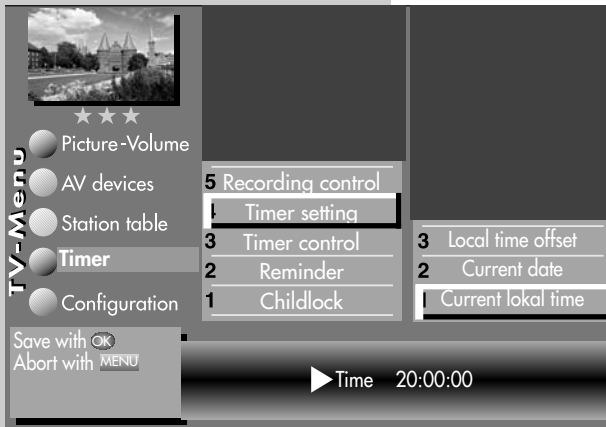 TV-Menu
Picture-Volume
AV devices
Station table
Timer
Configuration
5 Recording control
Timer setting
3 Timer control
2 Reminder
1 Childlock
3 Local time offset
2 Current date
1 Current lokal time
Save with OK
Abort with MENU
Time 20:00:00